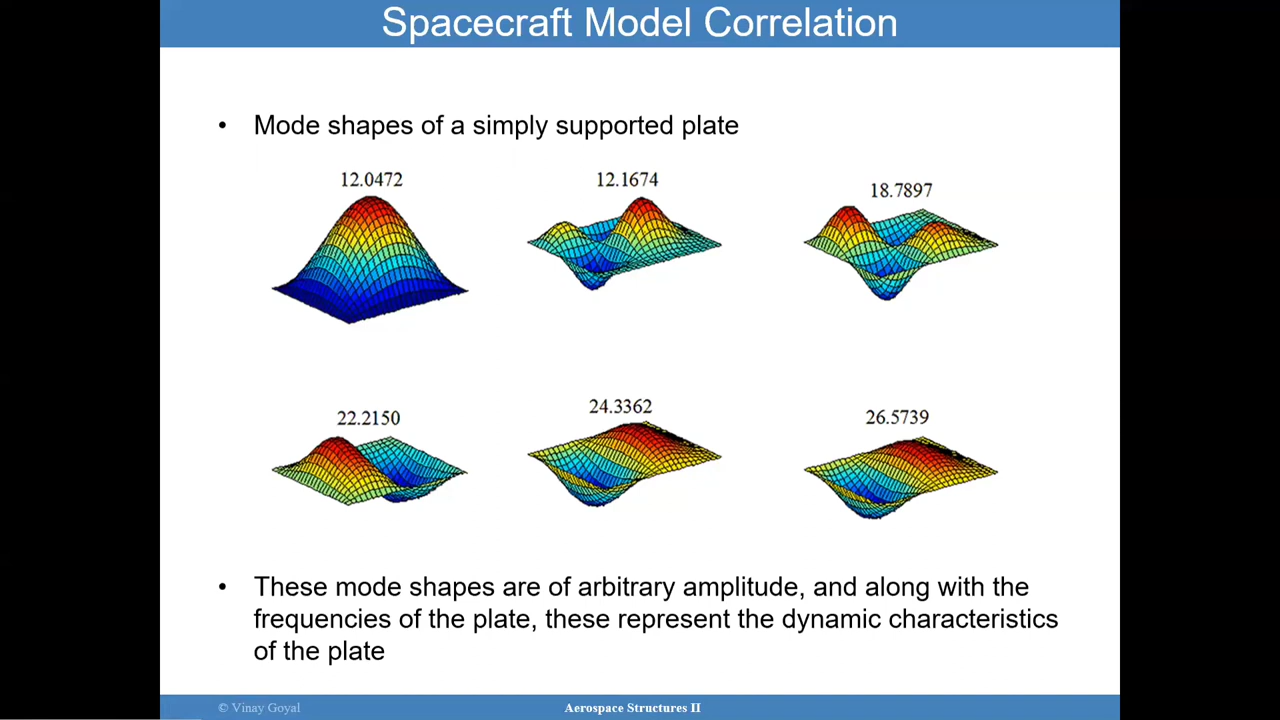 Spacecraft Model Correlation
• Mode shapes of a simply supported plate
12.0472 12.1674 18.7897
22.2150 24.3362 26.5739
• These mode shapes are of arbitrary amplitude, and along with the
frequencies of the plate, these represent the dynamic characteristics
of the plate
© Vinay Goyal Aerospace Structures II